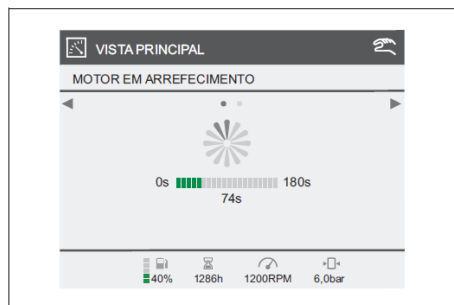 VISTA PRINCIPAL
MOTOR EM ARREFECIMENTO
0s 180s
74s
40% 1286h 1200RPM 6,0bar